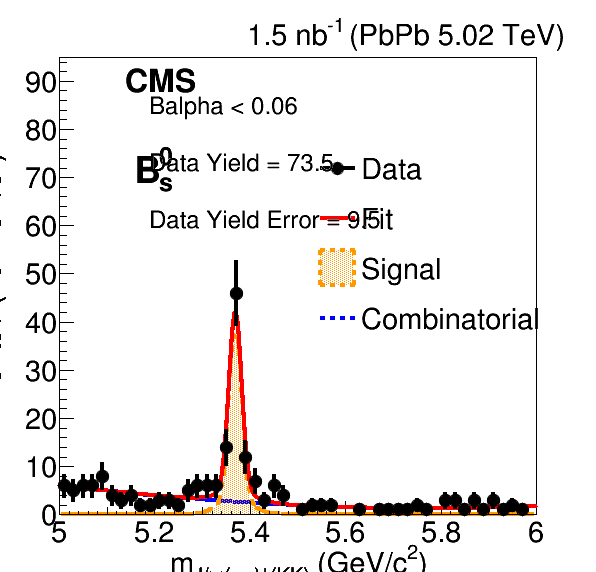 1.5 nb-1 (PbPb 5.02 TeV)
CMS
Balpha < 0.06
B0s
Data Yield = 73.5
Data Yield Error = 9.5
Data
Fit
Signal
Combinatorial
90
80
70
60
50
40
30
20
10
0
5 5.2 5.4 5.6 5.8 6
m (GeV/c2)